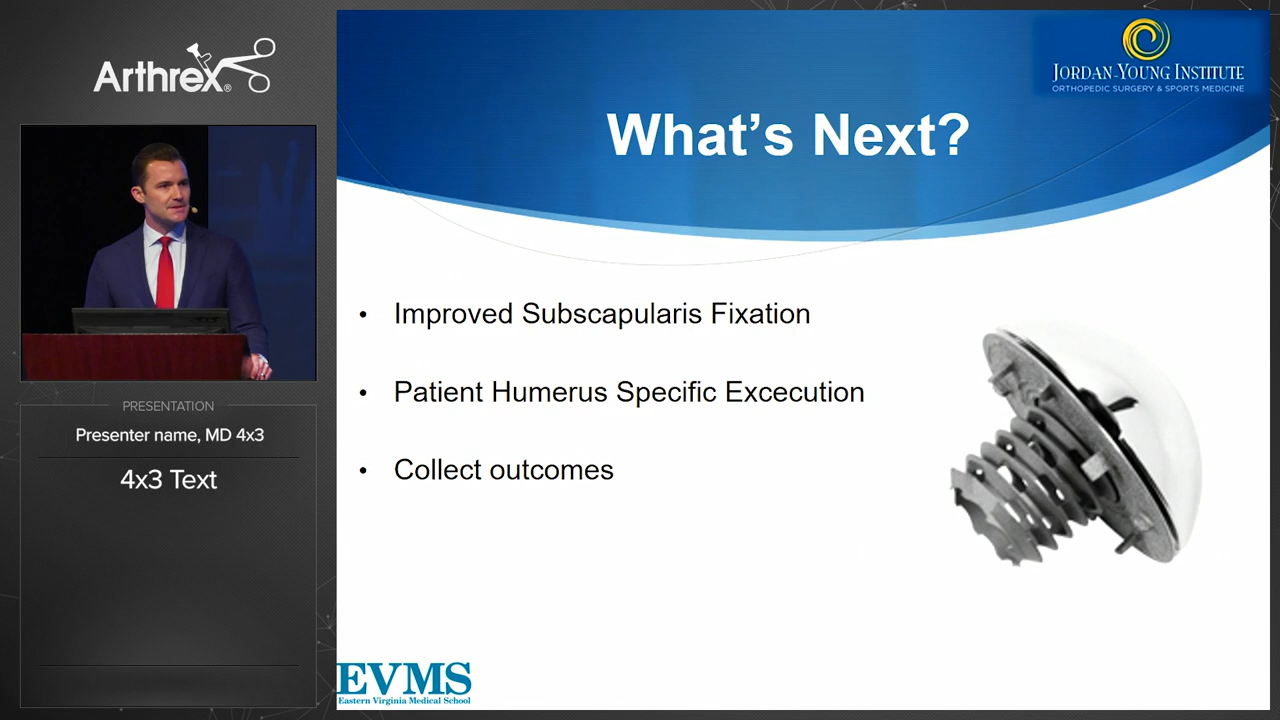 Arthrex®
PRESENTATION
Presenter name, MD 4x3
4x3 Text
JORDAN-YOUNG INSTITUTE
ORTHOPEDIC SURGERY & SPORTS MEDICINE
What's Next?
• Improved Subscapularis Fixation
• Patient Humerus Specific Excecution
• Collect outcomes
EVMS
Eastern Virginia Medical School